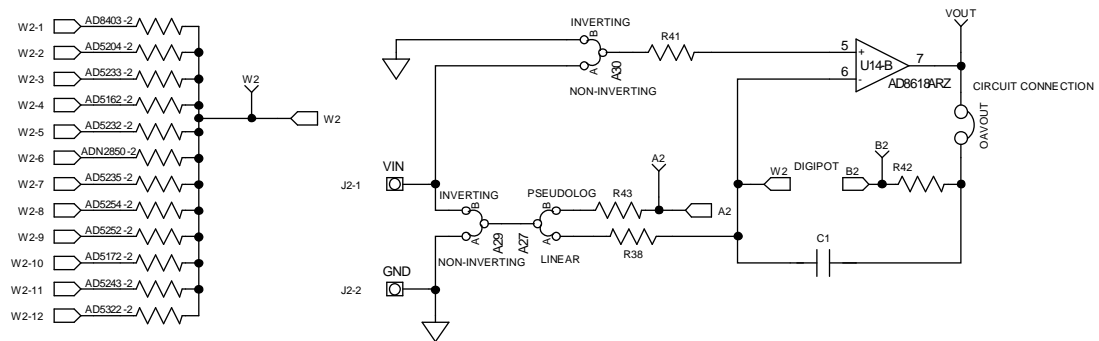 W2-1
AD8403-2
W2-2
AD5204-2
W2-3
AD5233-2
W2-4
AD5162-2
W2-5
AD5232-2
W2-6
ADN2850-2
W2-7
AD5235-2
W2-8
AD5254-2
W2-9
AD5252-2
W2-10
AD5172-2
W2-11
AD5243-2
W2-12
AD5322-2
W2
W2
INVERTING
B
A
A30
NON-INVERTING
R41
5
+
6
-
U14-B
7
AD8618ARZ
VOUT
CIRCUIT CONNECTION
OAVOUT
VIN
J2-1
INVERTING
B
A
A29
NON-INVERTING
PSEUDOLOG
B
A
A27
LINEAR
R43
R38
A2
A2
W2
DIGIPOT
B2
B2
R42
C1
GND
J2-2